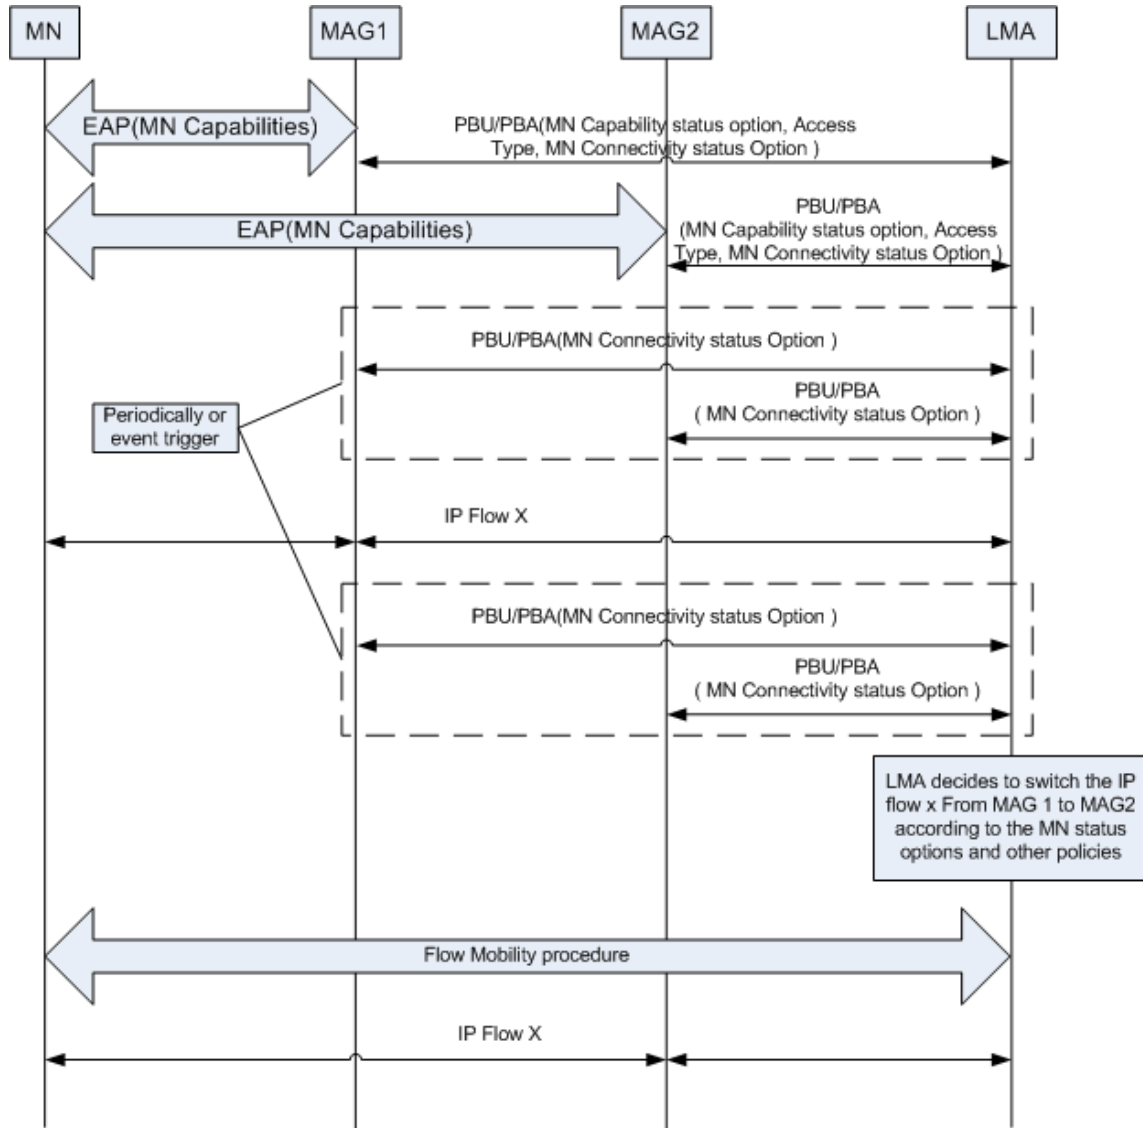 MN
MAG1
MAG2
LMA
EAP(MN Capabilities)
PBU/PBA(MN Capability status option, Access
Type, MN Connectivity status Option )
EAP(MN Capabilities)
PBU/PBA
(MN Capability status option, Access
Type, MN Connectivity status Option )
PBU/PBA(MN Connectivity status Option )
PBU/PBA
( MN Connectivity status Option )
Periodically or
event trigger
IP Flow X
PBU/PBA(MN Connectivity status Option )
PBU/PBA
( MN Connectivity status Option )
LMA decides to switch the IP
flow x From MAG 1 to MAG2
according to the MN status
options and other policies
Flow Mobility procedure
IP Flow X